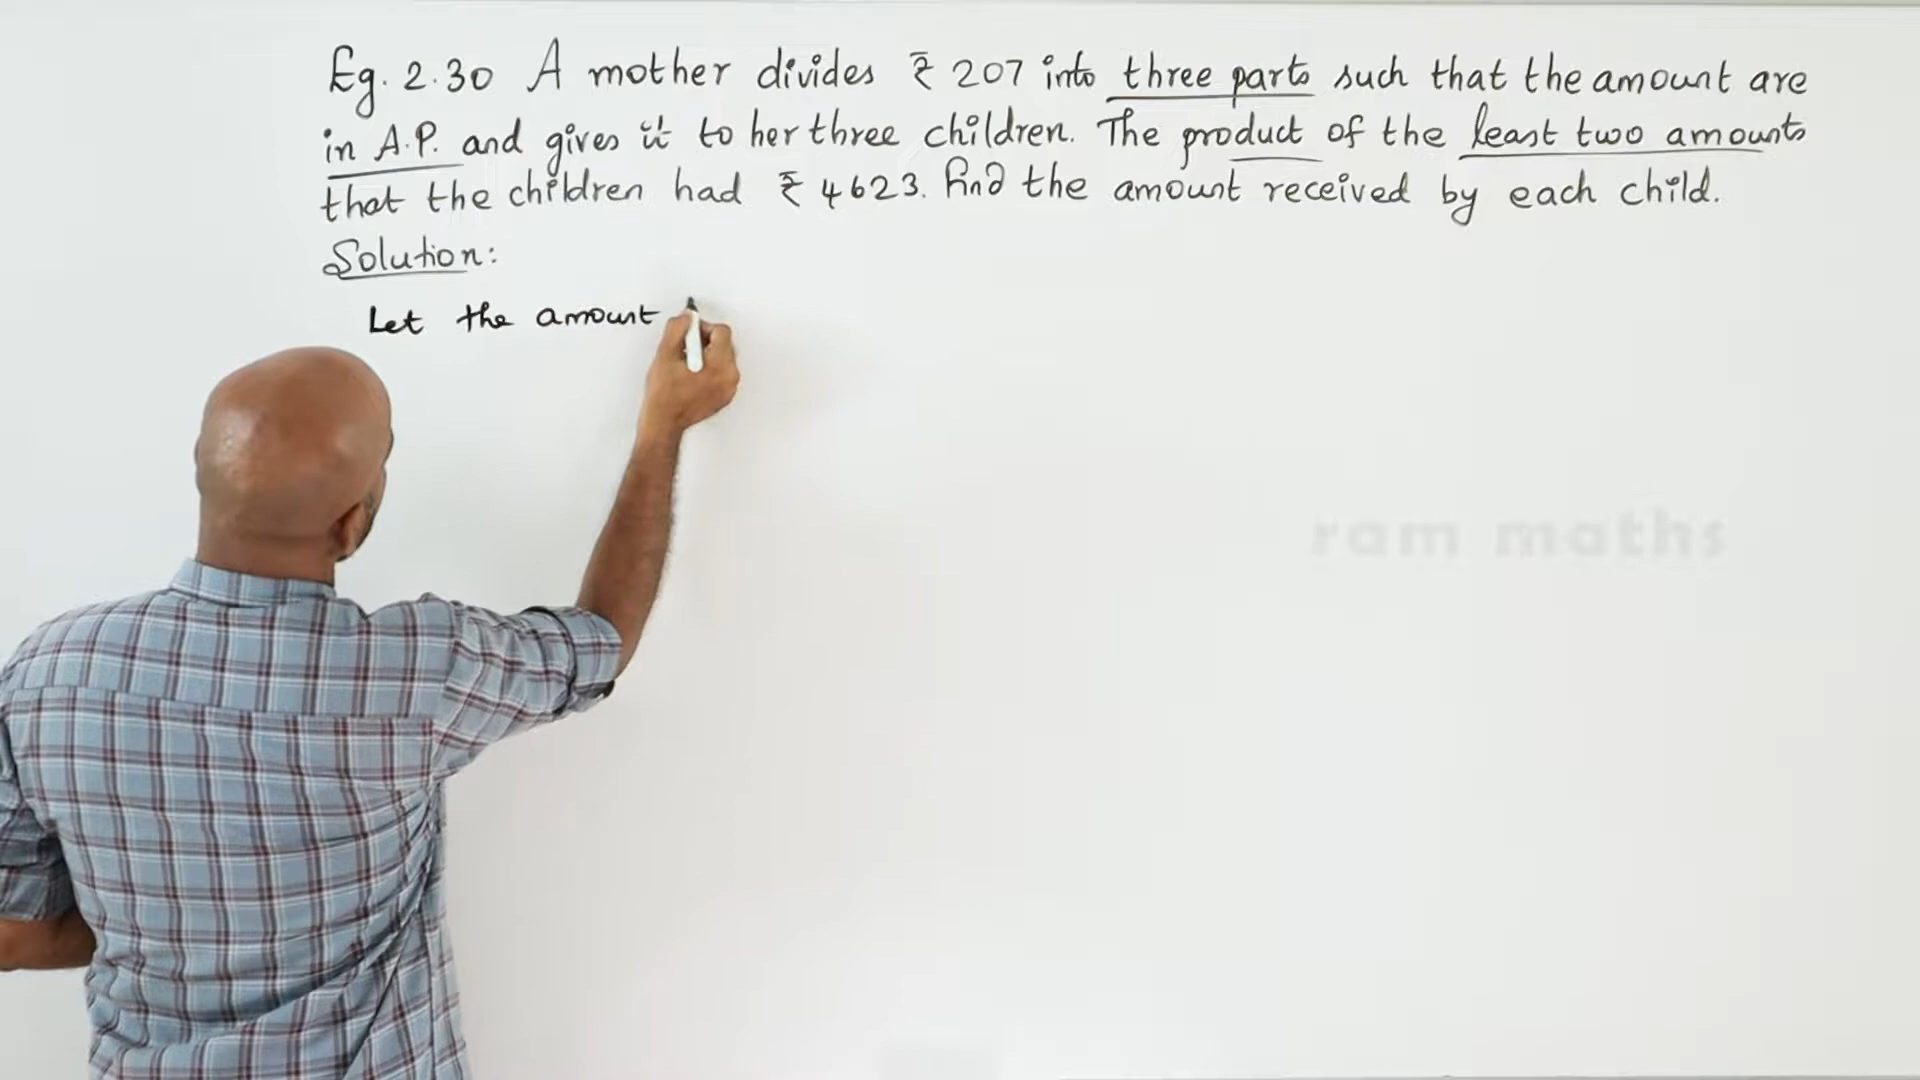 Eg. 2.30 A mother divides ₹ 207 into three parts such that the amount are
in A.P. and gives it to her three children. The product of the least two amounts
that the children had ₹ 4623. Find the amount received by each child.
Solution:
Let the amount
ram maths